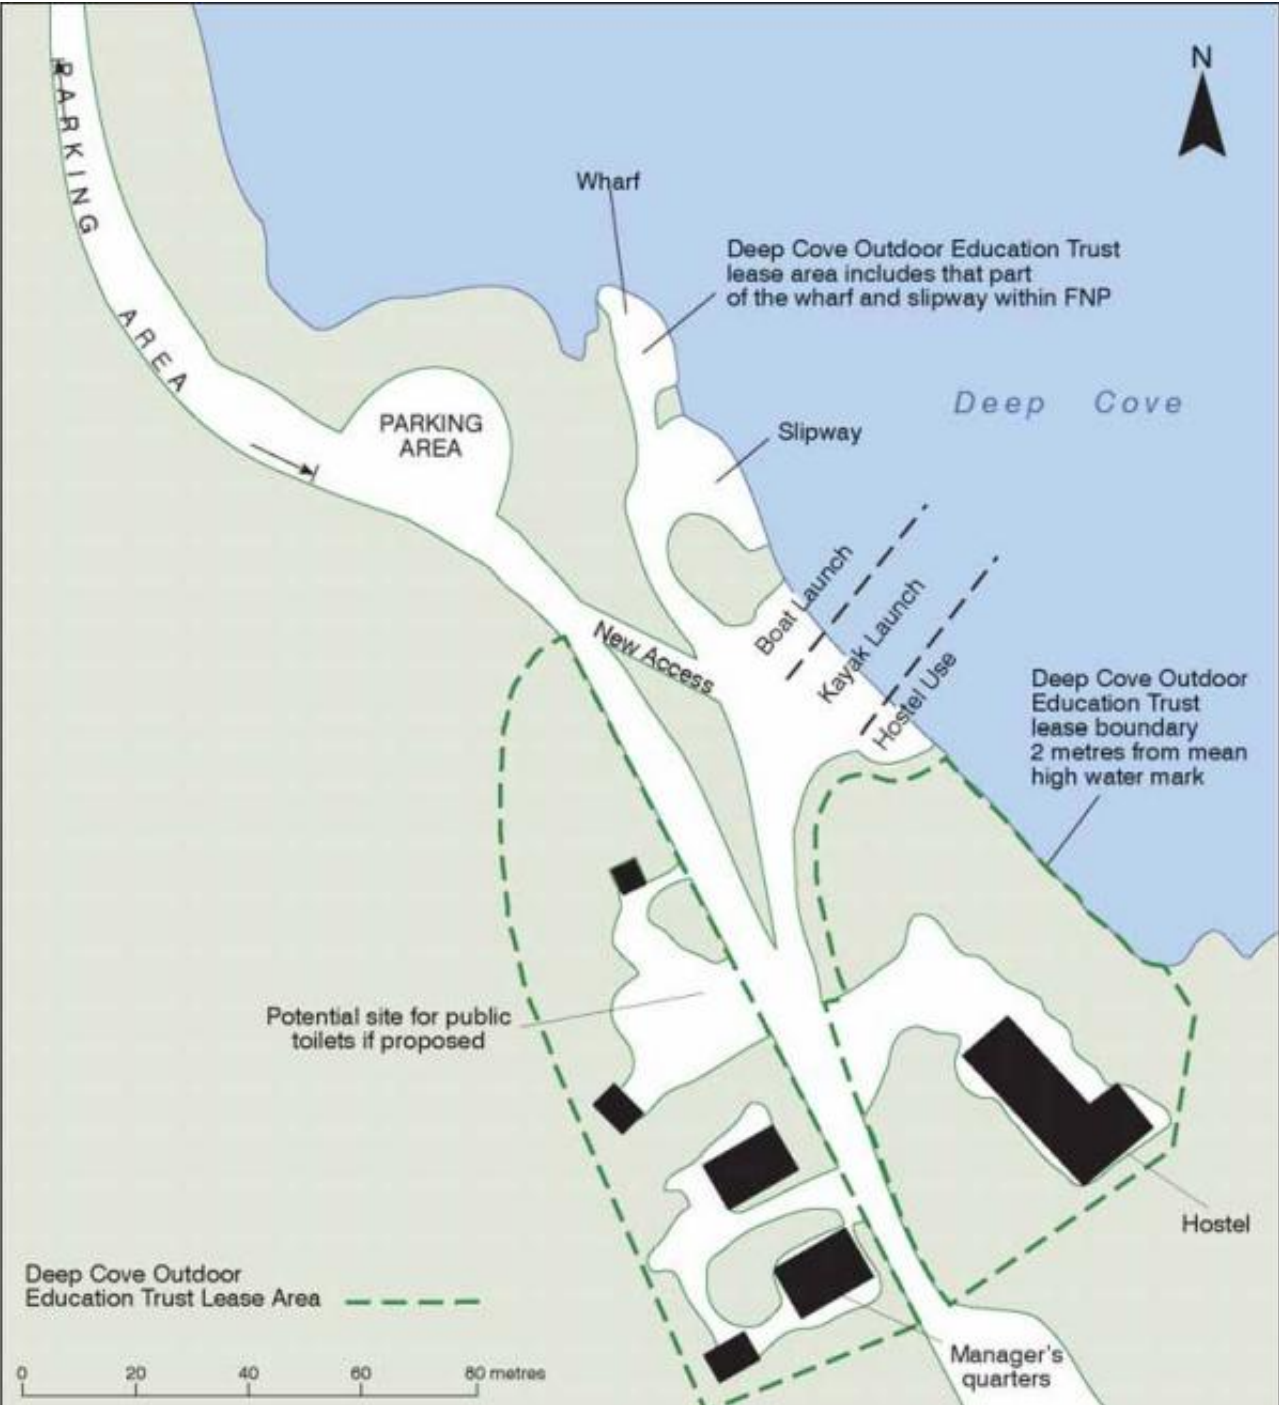 N
PARKING
AREA
Wharf
Deep Cove Outdoor Education Trust
lease area includes that part
of the wharf and slipway within FNP
Deep Cove
PARKING
AREA
Slipway
Boat Launch
Kayak Launch
Hostel Use
New Access
Deep Cove Outdoor
Education Trust
lease boundary
2 metres from mean
high water mark
Potential site for public
toilets if proposed
Hostel
Deep Cove Outdoor
Education Trust Lease Area
Manager's
quarters
0 20 40 60 80 metres